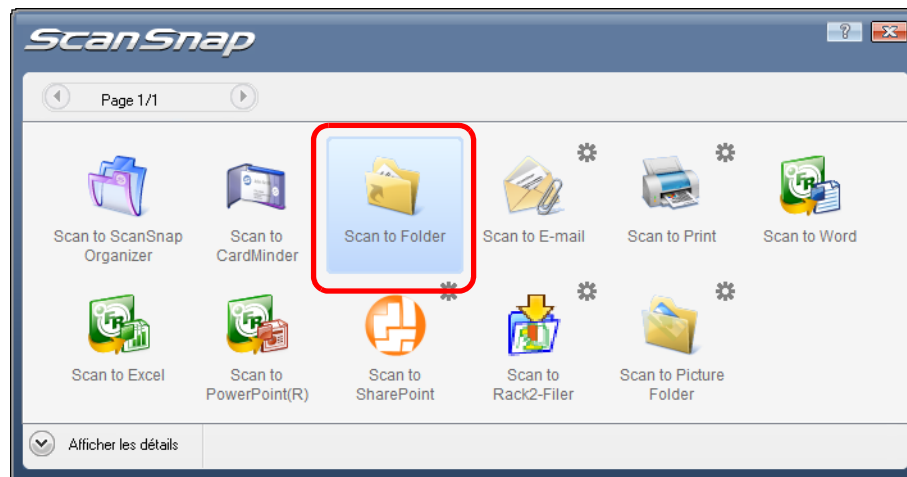 ScanSnap
Page 1/1
Scan to ScanSnap
Organizer
Scan to
CardMinder
Scan to Folder
Scan to E-mail
Scan to Print
Scan to Word
Scan to Excel
Scan to
PowerPoint(R)
Scan to
SharePoint
Scan to
Rack2-Filer
Scan to Picture
Folder
Afficher les détails